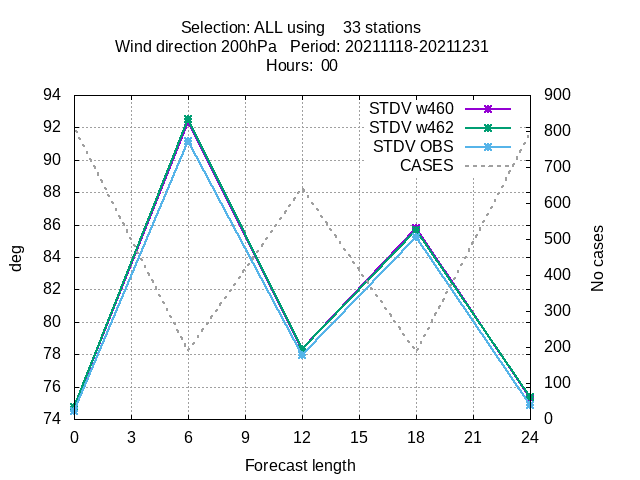 Selection: ALL using    33 stations
Wind direction 200hPa   Period: 20211118-20211231
Hours:  00
STDV w460
STDV w462
STDV OBS
CASES
94
92
90
88
86
84
82
80
78
76
74
deg
900
800
700
600
500
400
300
200
100
0
No cases
0 3 6 9 12 15 18 21 24
Forecast length